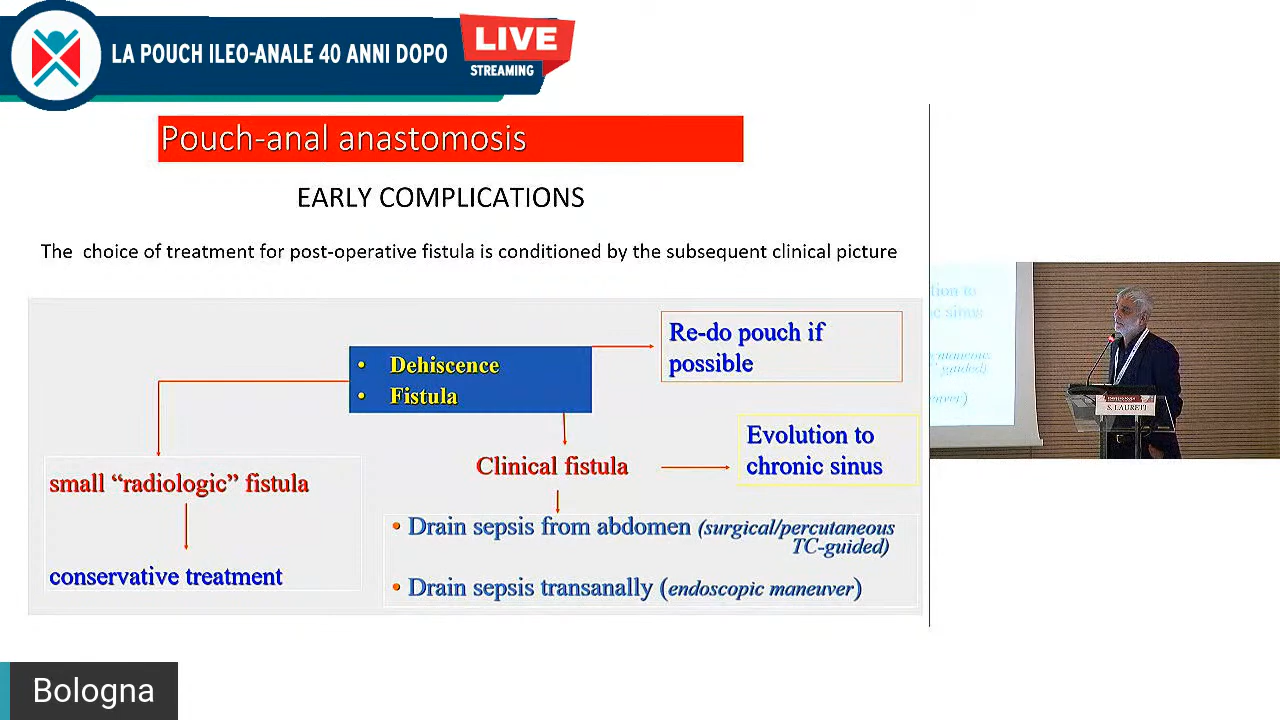 LA POUCH ILEO-ANALE 40 ANNI DOPO
LIVE
STREAMING
Pouch-anal anastomosis
EARLY COMPLICATIONS
The choice of treatment for post-operative fistula is conditioned by the subsequent clinical picture
Re-do pouch if
possible
• Dehiscence
• Fistula
Evolution to
chronic sinus
Clinical fistula
small “radiologic” fistula
• Drain sepsis from abdomen (surgical/percutaneous
TC-guided)
conservative treatment
• Drain sepsis transanally (endoscopic maneuver)
S. LAURETI
Bologna